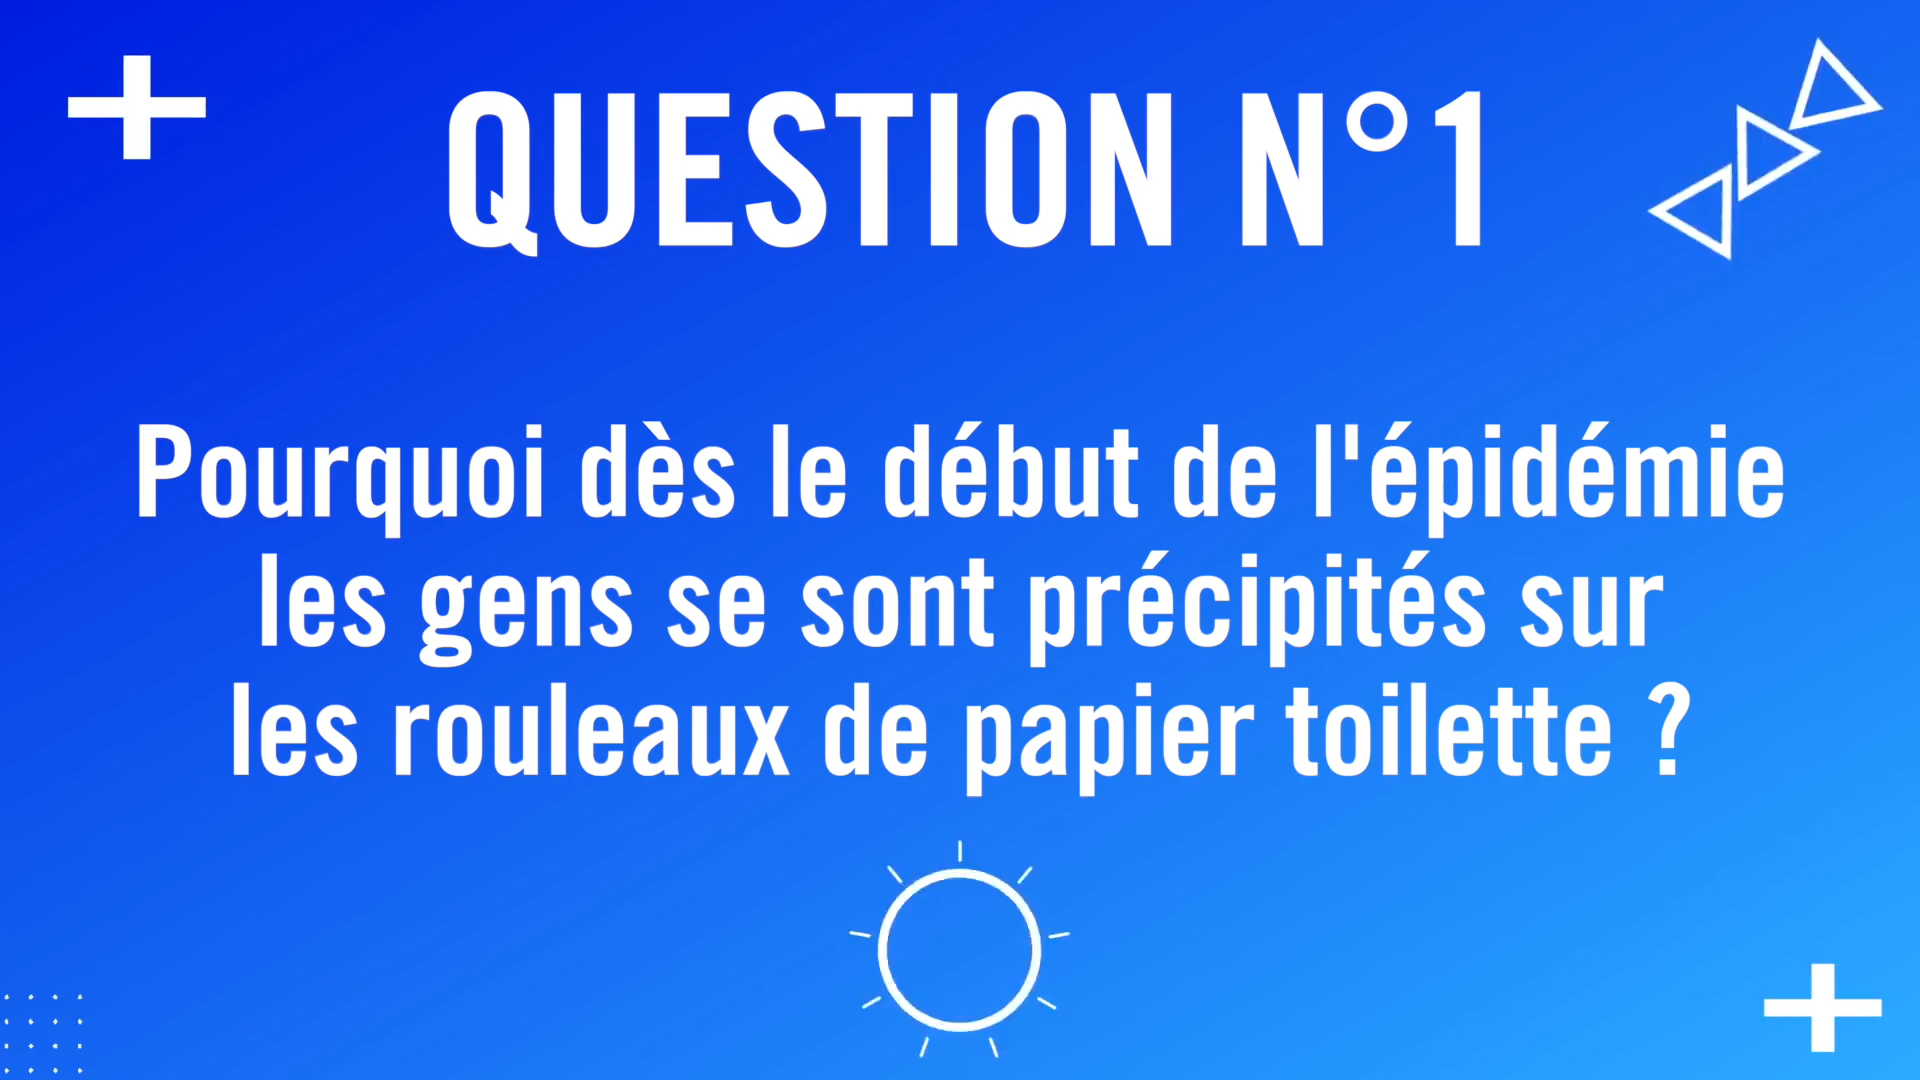 QUESTION N°1
Pourquoi dès le début de l'épidémie
les gens se sont précipités sur
les rouleaux de papier toilette ?